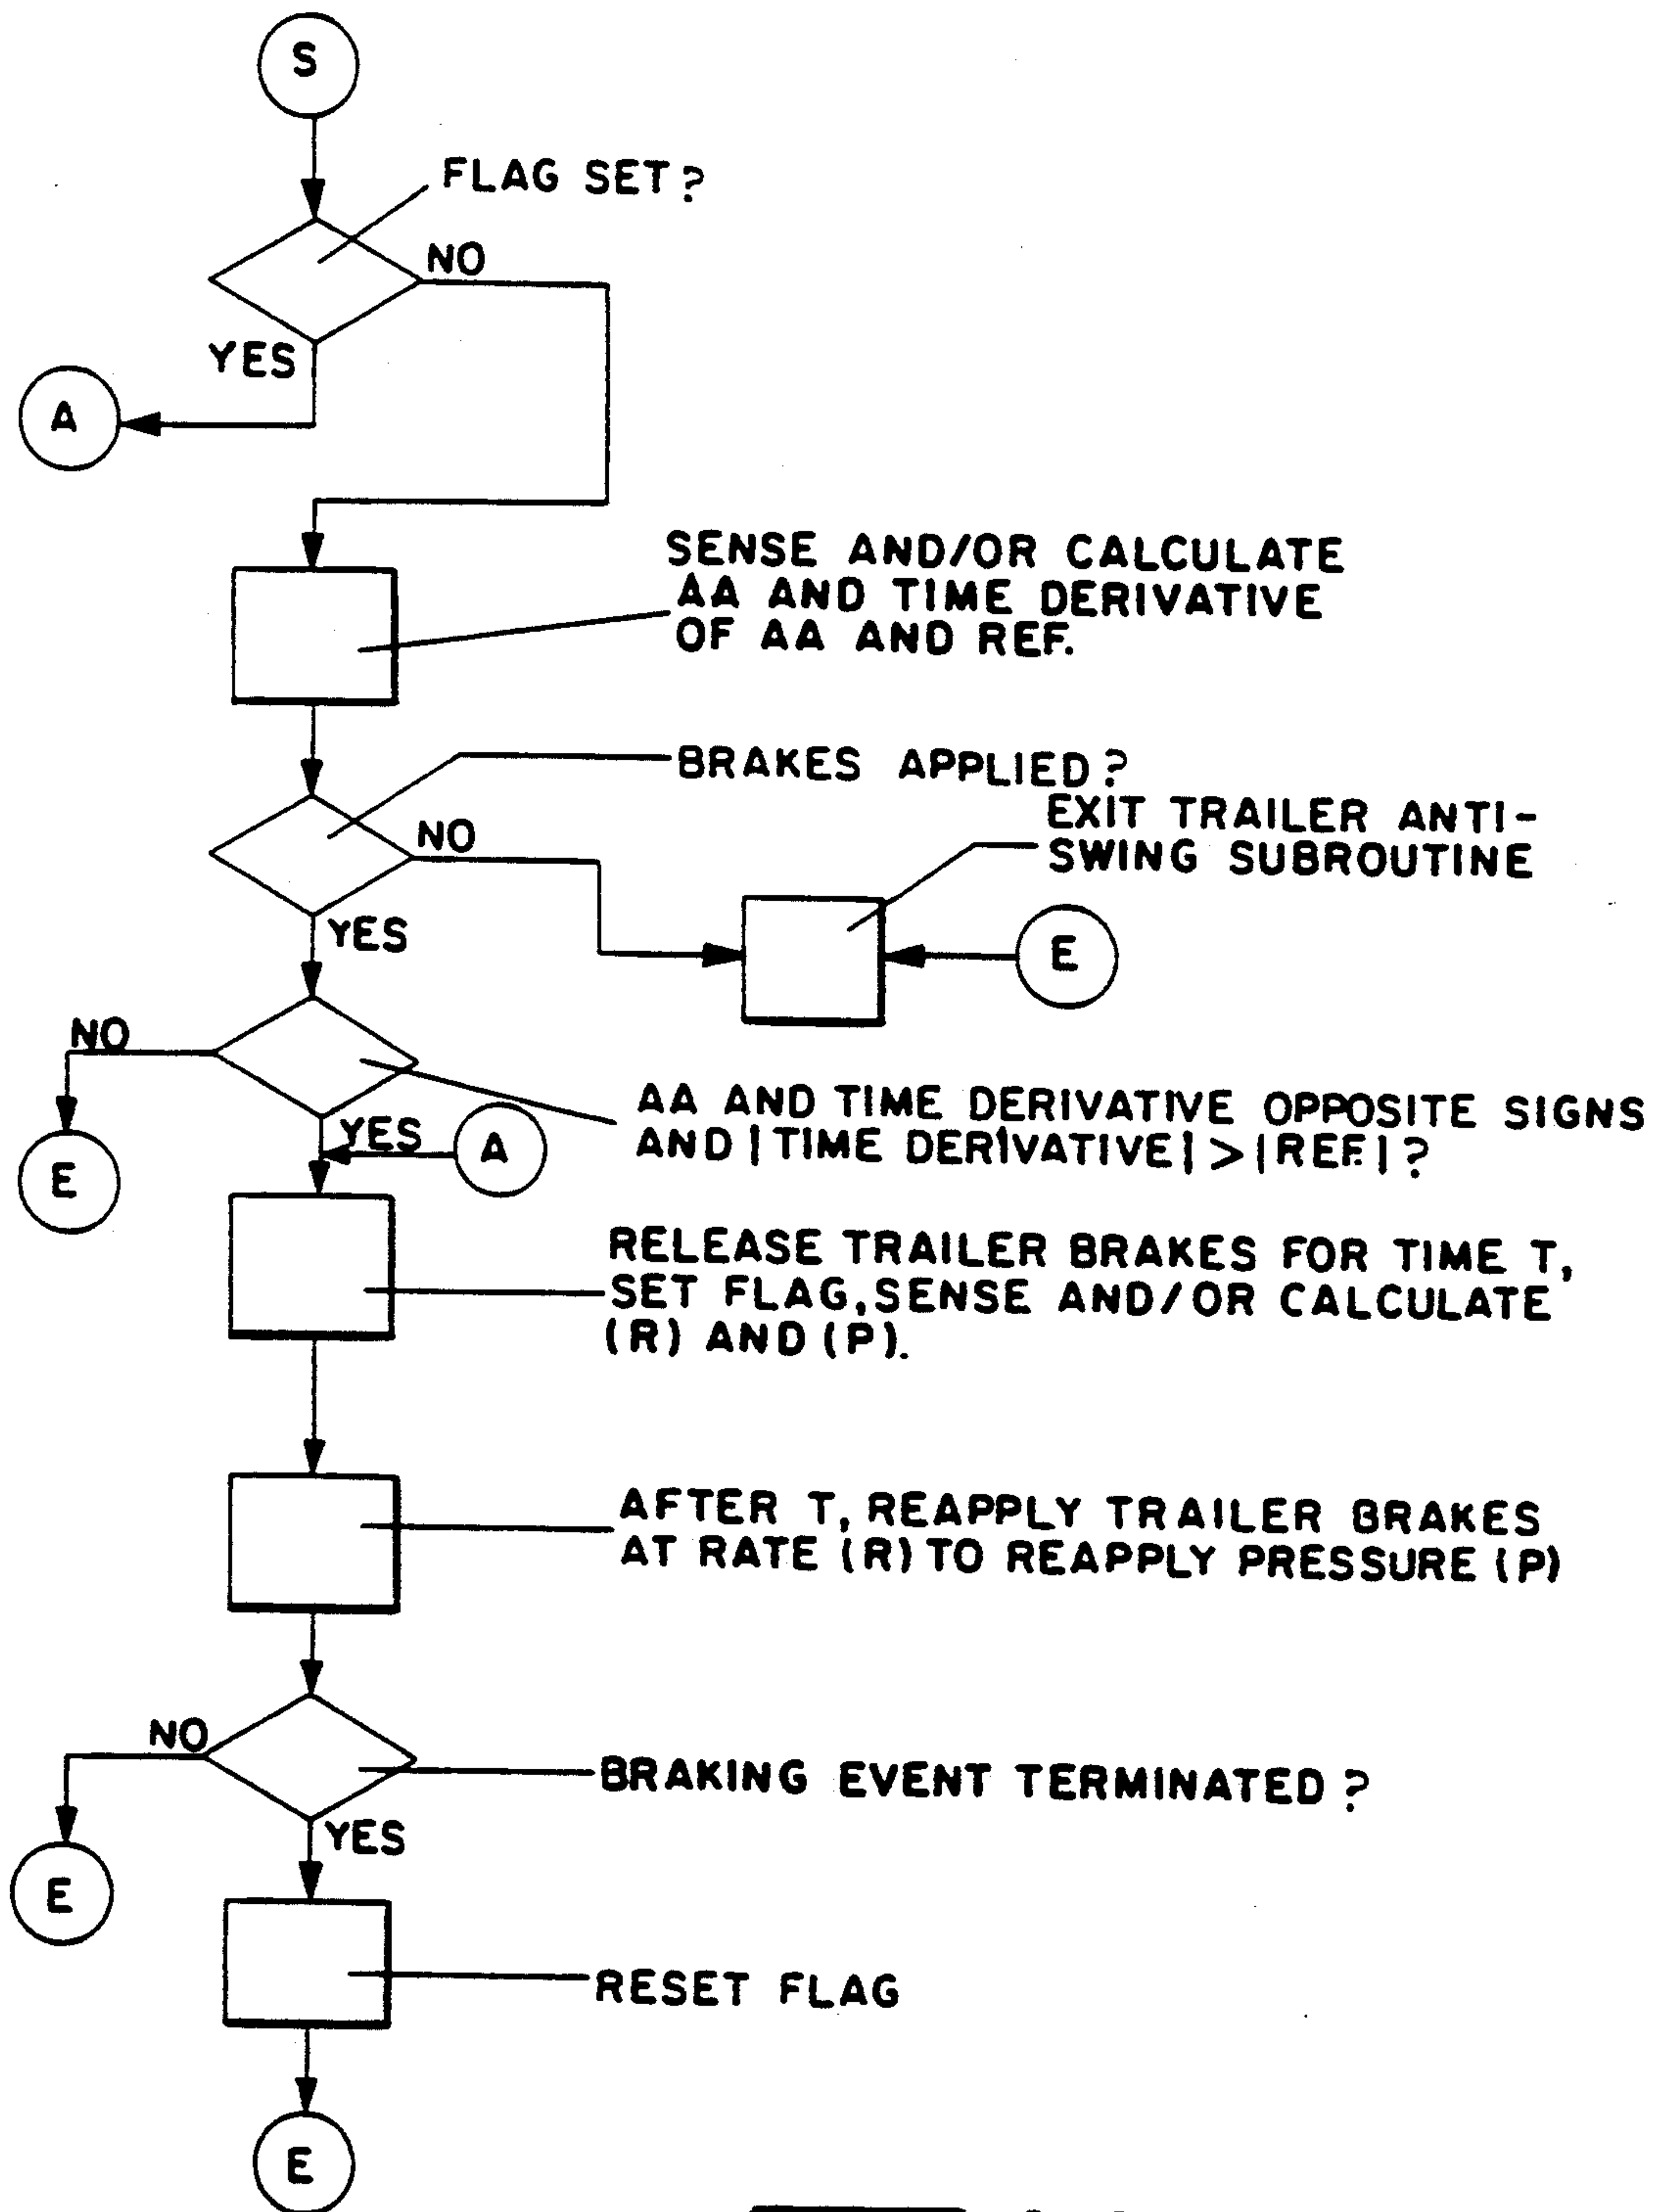 S
FLAG SET?
NO
YES
A
SENSE AND/OR CALCULATE
AA AND TIME DERIVATIVE
OF AA AND REF.
BRAKES APPLIED?
NO
EXIT TRAILER ANTI-
SWING SUBROUTINE
YES
E
NO
AA AND TIME DERIVATIVE OPPOSITE SIGNS
AND |TIME DERIVATIVE| > |REF.| ?
YES
A
E
RELEASE TRAILER BRAKES FOR TIME T,
SET FLAG, SENSE AND/OR CALCULATE
(R) AND (P).
AFTER T, REAPPLY TRAILER BRAKES
AT RATE (R) TO REAPPLY PRESSURE (P)
NO
BRAKING EVENT TERMINATED?
YES
E
RESET FLAG
E